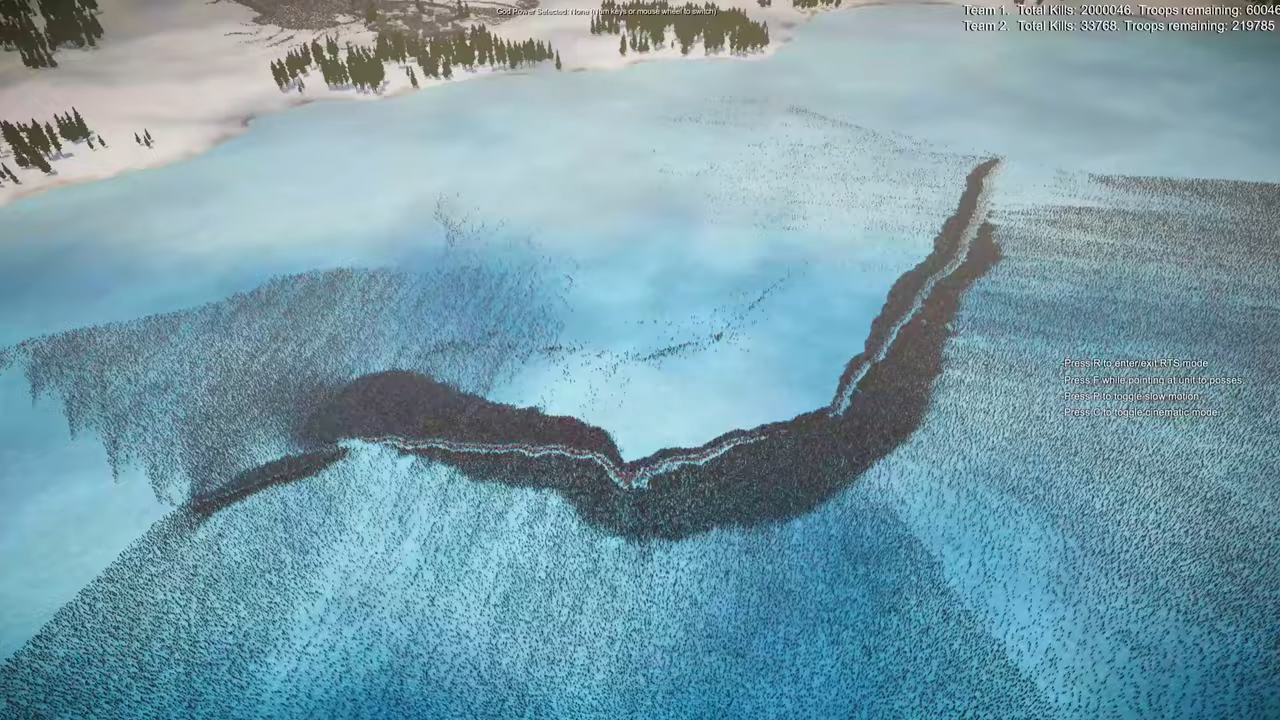 God Power Selected: None (Num keys or mouse wheel to switch)
Team 1. Total Kills: 2000046. Troops remaining: 60046
Team 2. Total Kills: 33768. Troops remaining: 219785
Press R to enter/exit RTS mode
Press F while pointing at unit to posses
Press P to toggle slow motion
Press C to toggle cinematic mode